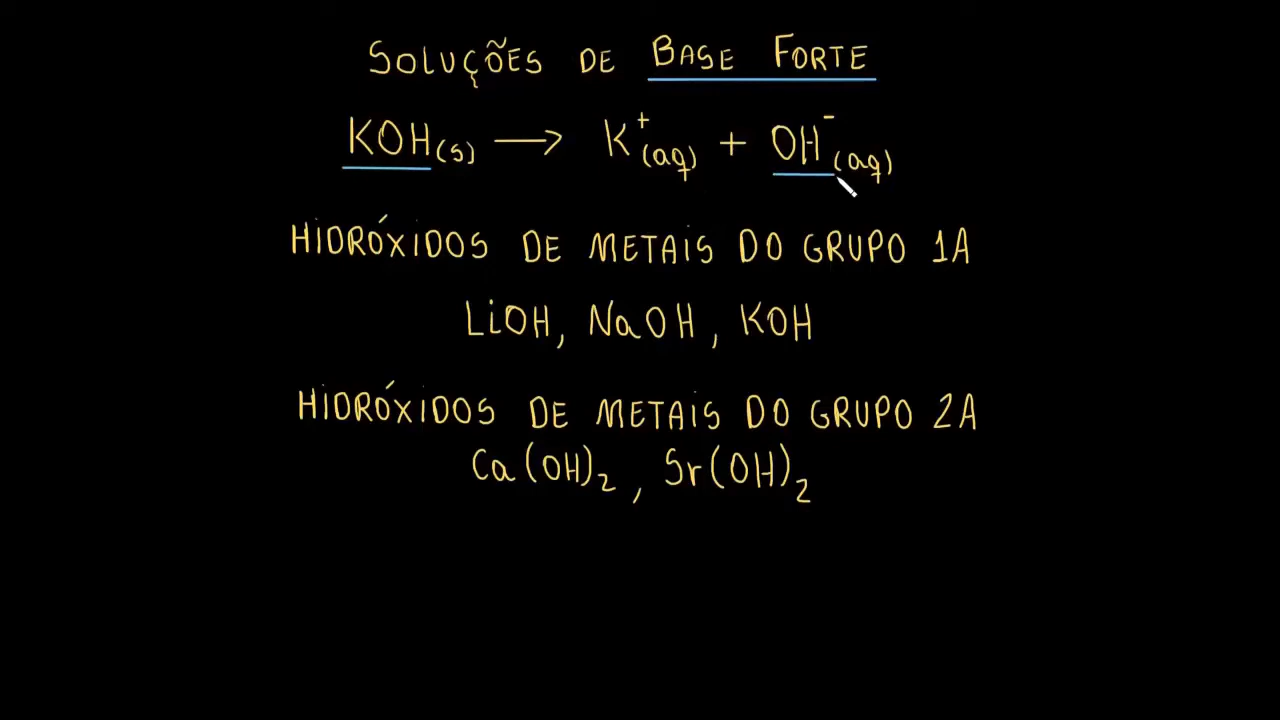 SOLUÇÕES DE BASE FORTE
KOH(s) ⟶ K⁺(aq) + OH⁻(aq)
HIDRÓXIDOS DE METAIS DO GRUPO 1A
LiOH, NaOH, KOH
HIDRÓXIDOS DE METAIS DO GRUPO 2A
Ca(OH)₂, Sr(OH)₂